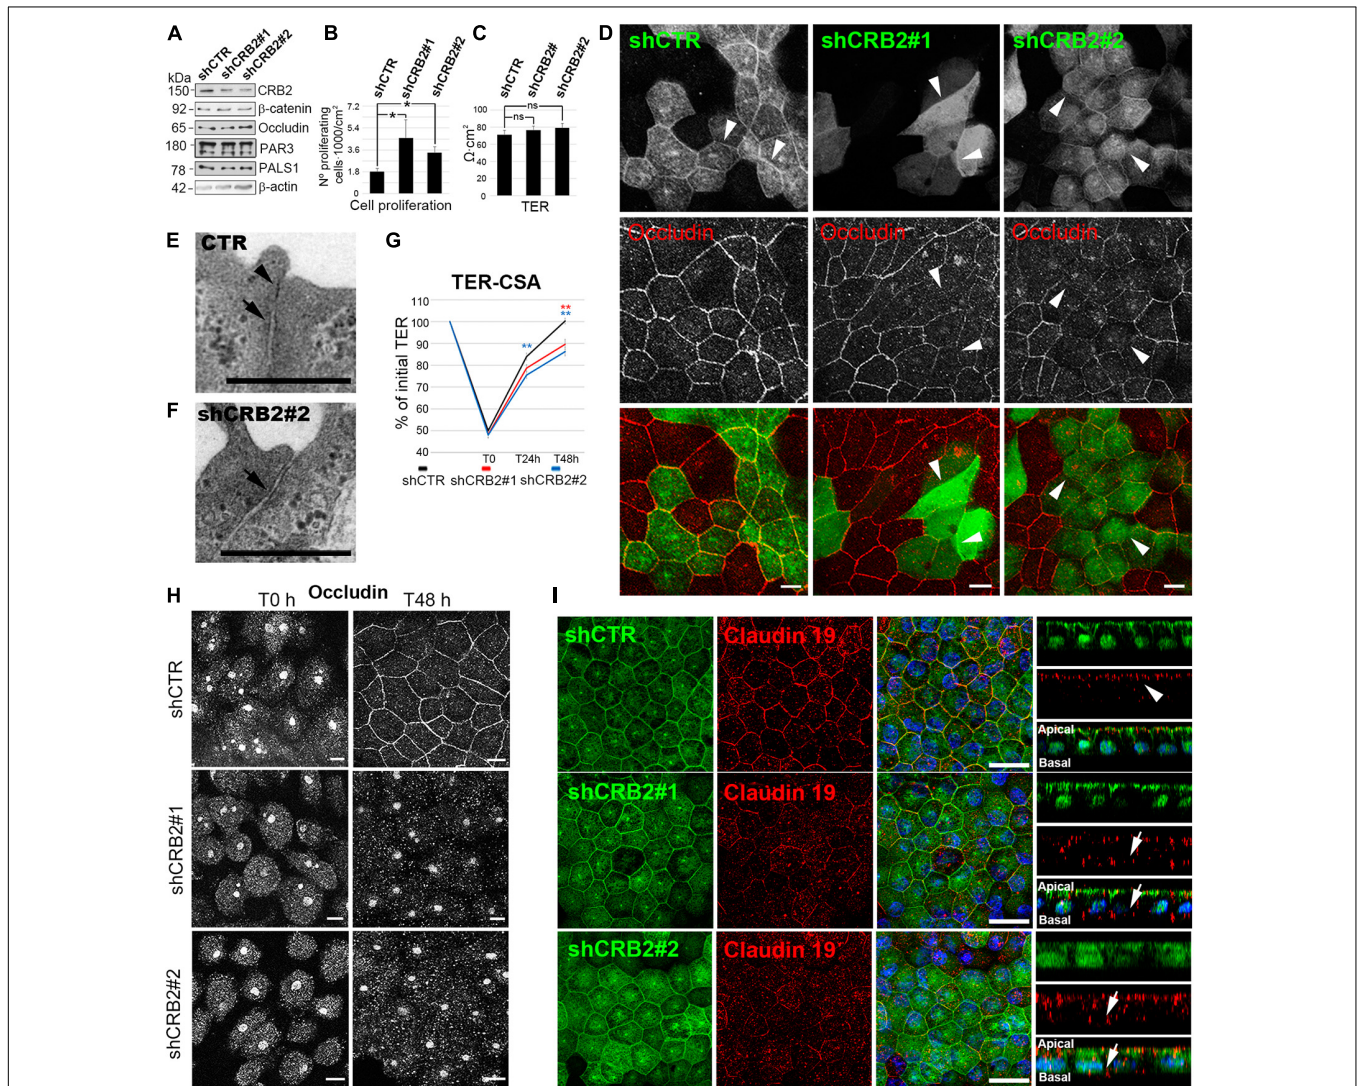 A
shCTR
shCRB2#1
shCRB2#2
kDa
150
CRB2
92
β-catenin
65
Occludin
180
PAR3
78
PALS1
42
β-actin
B
shCTR
shCRB2#1
shCRB2#2
Nº proliferating
cells·1000/cm²
7.2
5.4
3.6
1.8
0
*
*
Cell proliferation
C
shCTR
shCRB2#
shCRB2#2
Ω·cm²
100
80
60
40
20
0
ns
ns
TER
D
shCTR
shCRB2#1
shCRB2#2
Occludin
Occludin
Occludin
E
CTR
F
shCRB2#2
G
TER-CSA
% of initial TER
110
100
90
80
70
60
50
40
**
**
**
T0
T24h
T48h
shCTR
shCRB2#1
shCRB2#2
H
Occludin
T0 h
T48 h
shCTR
shCRB2#1
shCRB2#2
I
shCTR
Claudin 19
Apical
Basal
shCRB2#1
Claudin 19
Apical
Basal
shCRB2#2
Claudin 19
Apical
Basal